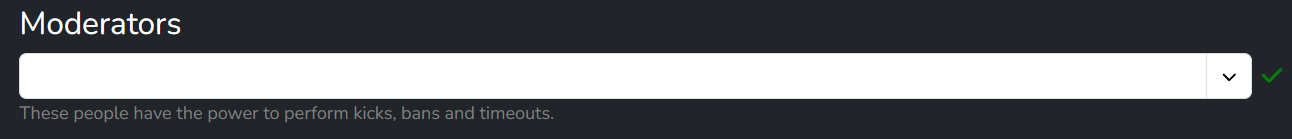 Moderators
These people have the power to perform kicks, bans and timeouts.